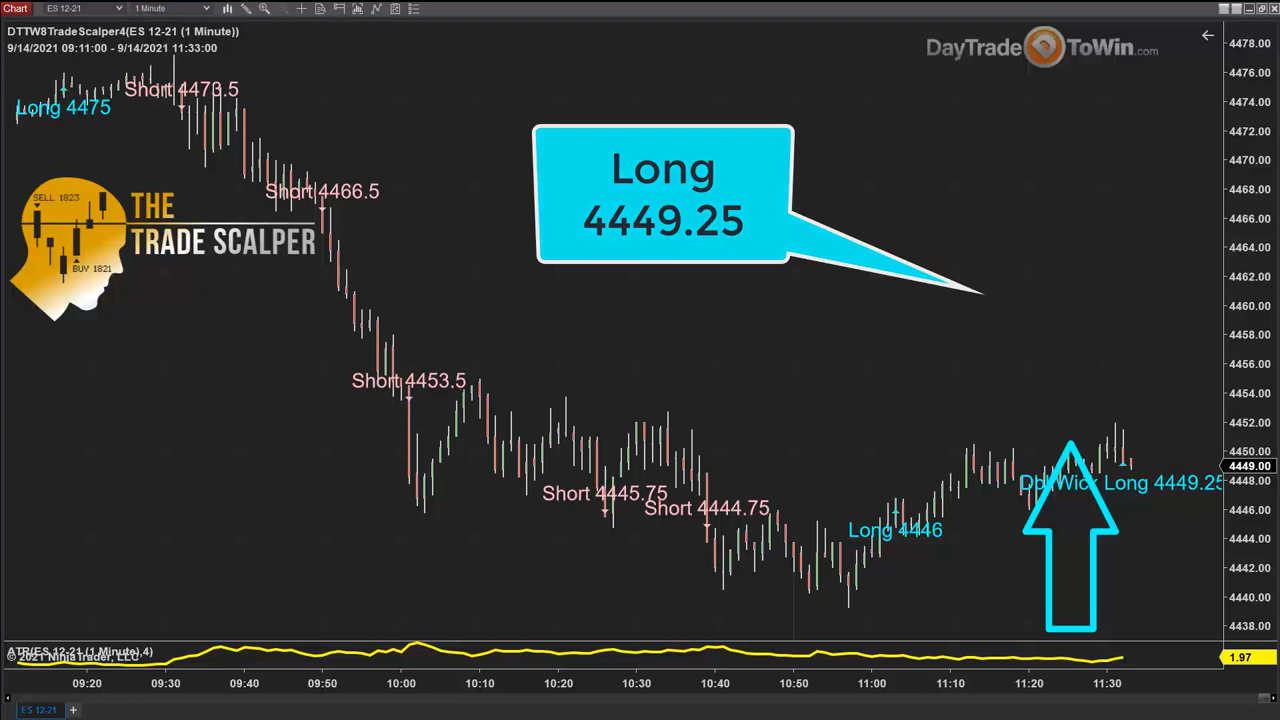 Chart
ES 12-21
1 Minute
DTTW8TradeScalper4(ES 12-21 (1 Minute))
9/14/2021 09:11:00 - 9/14/2021 11:33:00
DayTrade ToWin.com
Long 4475
Short 4473.5
Short 4466.5
Short 4453.5
Short 4445.75
Short 4444.75
Long 4446
Dbl Wick Long 4449.25
Long
4449.25
SELL 1823
BUY 1821
THE
TRADE SCALPER
4478.00
4476.00
4474.00
4472.00
4470.00
4468.00
4466.00
4464.00
4462.00
4460.00
4458.00
4456.00
4454.00
4452.00
4450.00
4449.00
4448.00
4446.00
4444.00
4442.00
4440.00
4438.00
ATR(ES 12-21 (1 Minute),4)
© 2021 NinjaTrader, LLC
1.97
09:20 09:30 09:40 09:50 10:00 10:10 10:20 10:30 10:40 10:50 11:00 11:10 11:20 11:30
ES 12-21